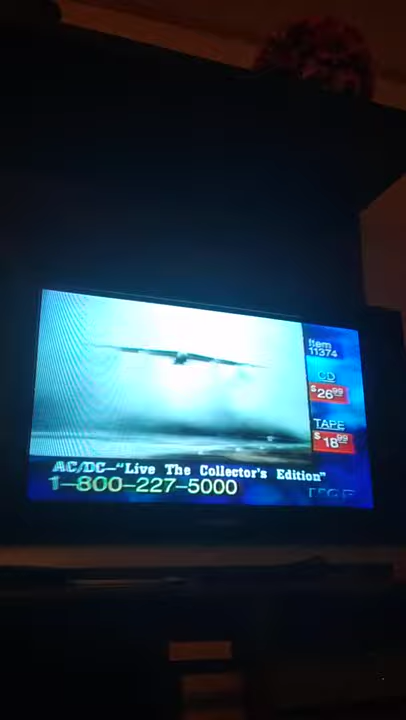 Item
11374
CD
$26.99
TAPE
$18.99
AC/DC-"Live The Collector's Edition"
1-800-227-5000